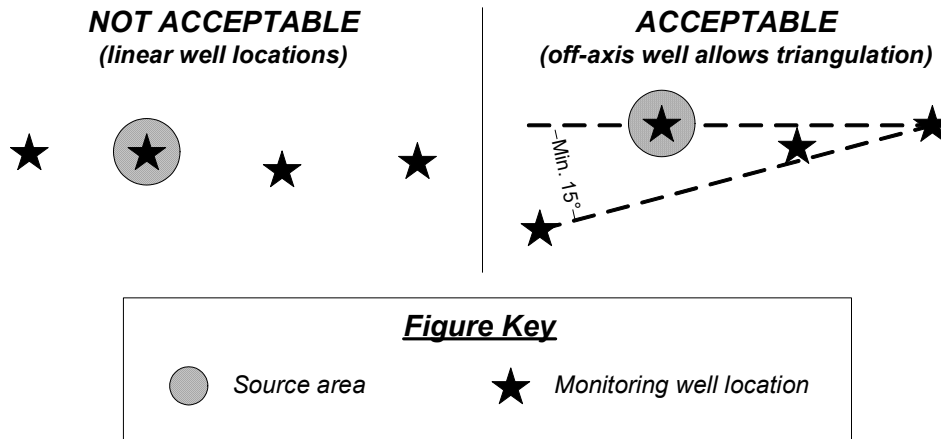 NOT ACCEPTABLE
(linear well locations)
ACCEPTABLE
(off-axis well allows triangulation)
Min. 15°
Figure Key
Source area
Monitoring well location